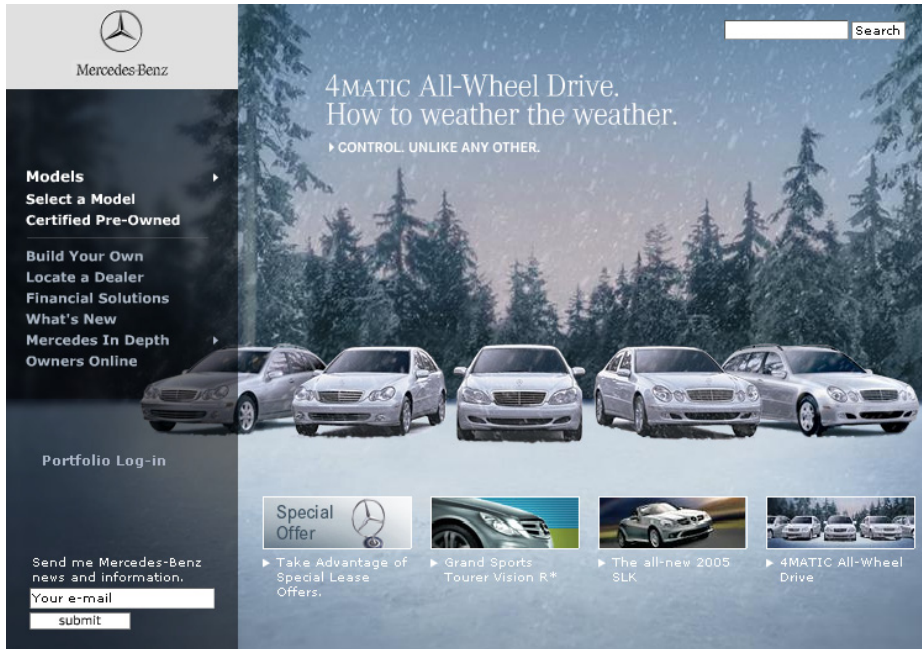 Mercedes-Benz
Search
4MATIC All-Wheel Drive.
How to weather the weather.
CONTROL. UNLIKE ANY OTHER.
Models
Select a Model
Certified Pre-Owned
Build Your Own
Locate a Dealer
Financial Solutions
What's New
Mercedes In Depth
Owners Online
Portfolio Log-in
Send me Mercedes-Benz
news and information.
Your e-mail
submit
Special
Offer
Take Advantage of
Special Lease
Offers.
Grand Sports
Tourer Vision R*
The all-new 2005
SLK
4MATIC All-Wheel
Drive